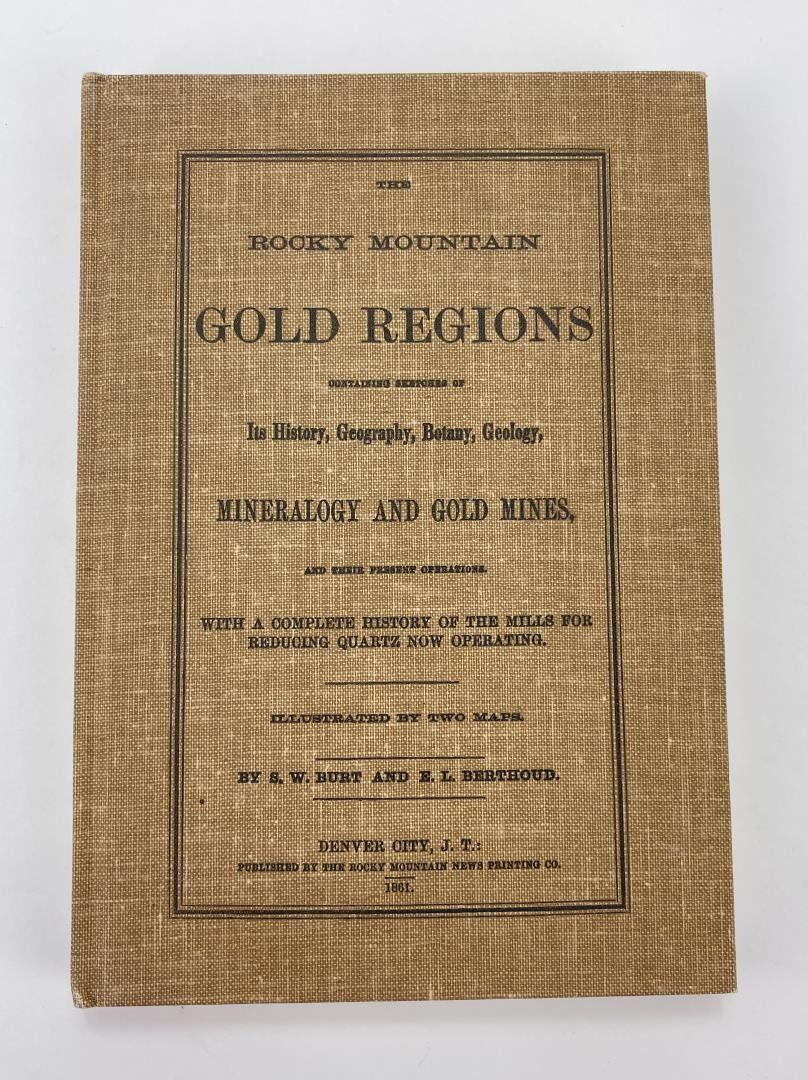 THE
ROCKY MOUNTAIN
GOLD REGIONS
CONTAINING SKETCHES OF
Its History, Geography, Botany, Geology,
MINERALOGY AND GOLD MINES,
AND THEIR PRESENT OPERATIONS.
WITH A COMPLETE HISTORY OF THE MILLS FOR
REDUCING QUARTZ NOW OPERATING.
ILLUSTRATED BY TWO MAPS.
BY S. W. BURT AND E. L. BERTHOUD.
DENVER CITY, J. T.:
PUBLISHED BY THE ROCKY MOUNTAIN NEWS PRINTING CO.
1861.